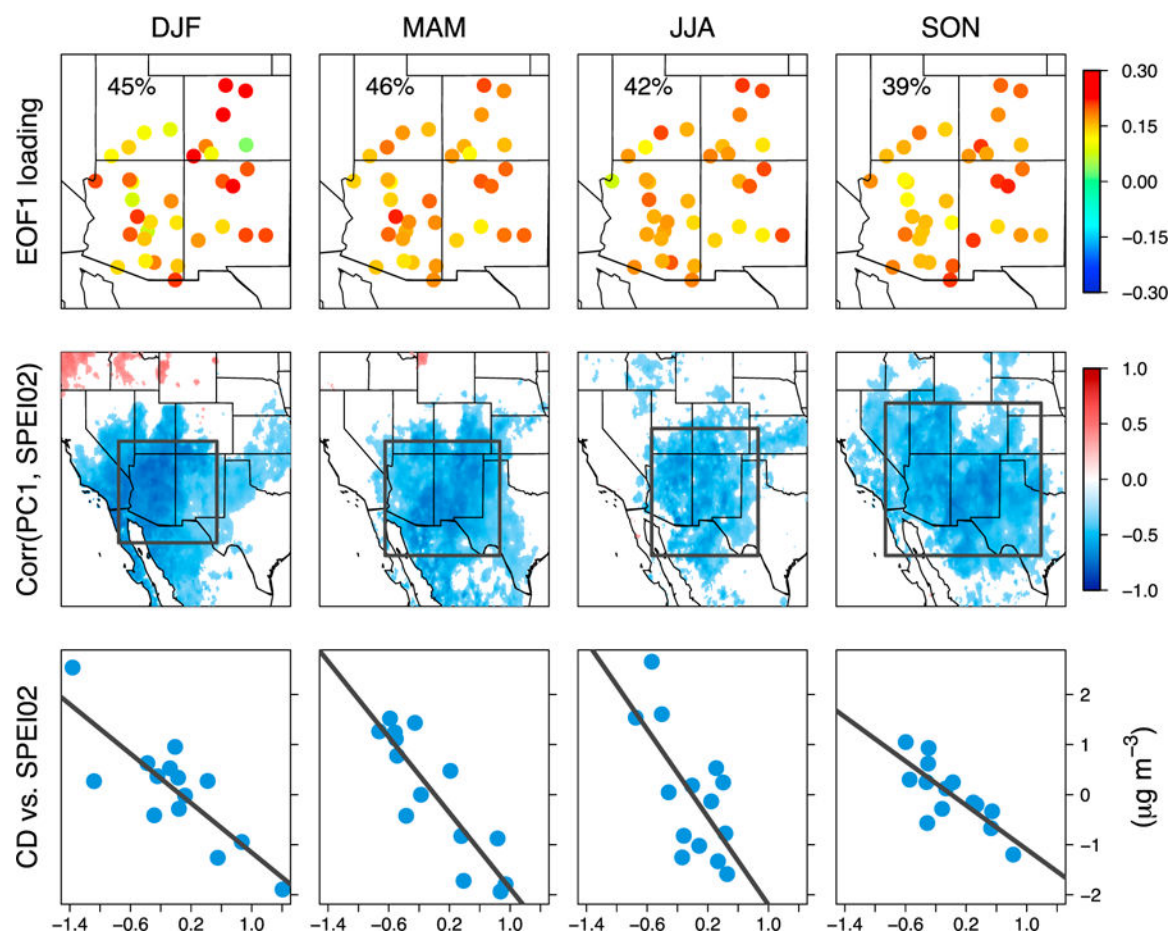 DJF MAM JJA SON
EOF1 loading
45% 46% 42% 39%
0.30
0.15
0.00
−0.15
−0.30
Corr(PC1, SPEI02)
1.0
0.5
0.0
−0.5
−1.0
CD vs. SPEI02
2
1
0
−1
−2
(μg m⁻³)
−1.4 −0.6 0.2 1.0 −1.4 −0.6 0.2 1.0 −1.4 −0.6 0.2 1.0 −1.4 −0.6 0.2 1.0